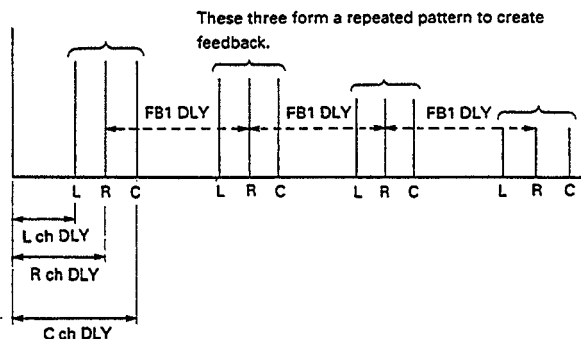 These three form a repeated pattern to create
feedback.
FB1 DLY FB1 DLY FB1 DLY
L R C L R C L R C L R C
L ch DLY
R ch DLY
C ch DLY